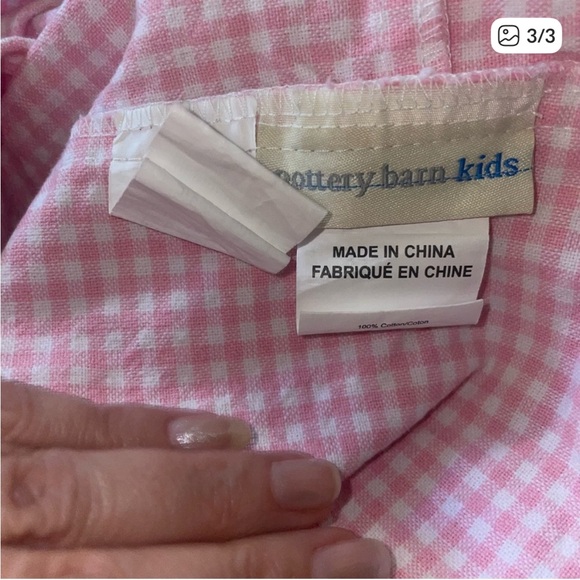 3/3
pottery barn kids
MADE IN CHINA
FABRIQUÉ EN CHINE
100% Cotton/Coton